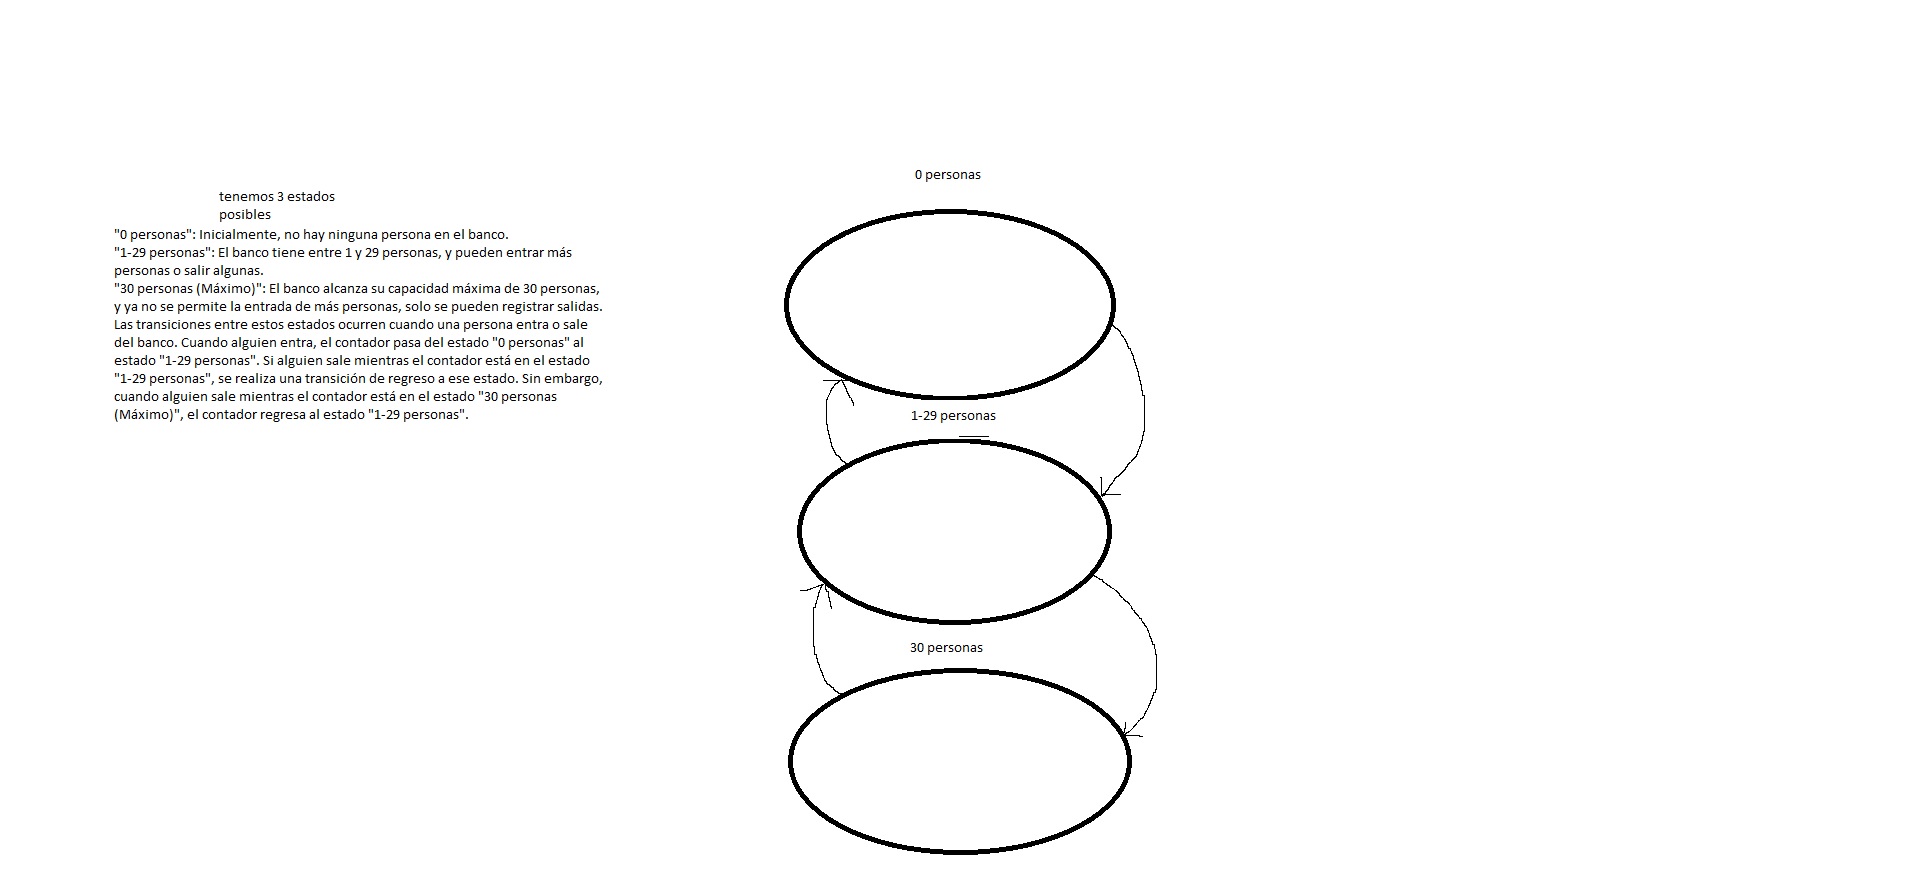 tenemos 3 estados
posibles
"0 personas": Inicialmente, no hay ninguna persona en el banco.
"1-29 personas": El banco tiene entre 1 y 29 personas, y pueden entrar más
personas o salir algunas.
"30 personas (Máximo)": El banco alcanza su capacidad máxima de 30 personas,
y ya no se permite la entrada de más personas, solo se pueden registrar salidas.
Las transiciones entre estos estados ocurren cuando una persona entra o sale
del banco. Cuando alguien entra, el contador pasa del estado "0 personas" al
estado "1-29 personas". Si alguien sale mientras el contador está en el estado
"1-29 personas", se realiza una transición de regreso a ese estado. Sin embargo,
cuando alguien sale mientras el contador está en el estado "30 personas
(Máximo)", el contador regresa al estado "1-29 personas".
0 personas
1-29 personas
30 personas